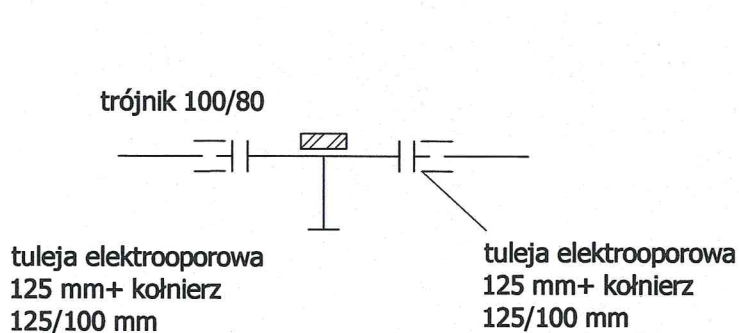 trójnik 100/80
tuleja elektrooporowa
125 mm+ kołnierz
125/100 mm
tuleja elektrooporowa
125 mm+ kołnierz
125/100 mm